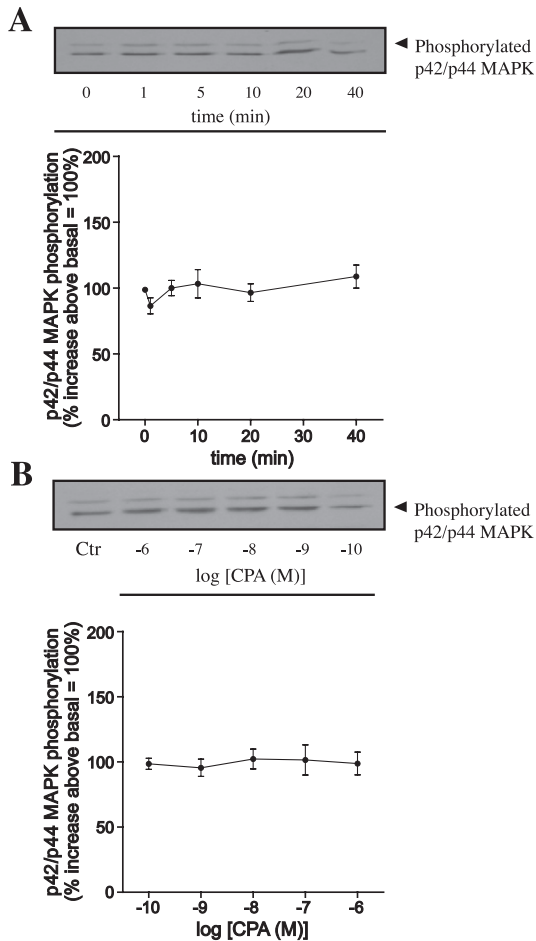 A
Phosphorylated
p42/p44 MAPK
0 1 5 10 20 40
time (min)
p42/p44 MAPK phosphorylation
(% increase above basal = 100%)
200
150
100
50
0
0 10 20 30 40
time (min)
B
Phosphorylated
p42/p44 MAPK
Ctr -6 -7 -8 -9 -10
log [CPA (M)]
p42/p44 MAPK phosphorylation
(% increase above basal = 100%)
200
150
100
50
0
-10 -9 -8 -7 -6
log [CPA (M)]